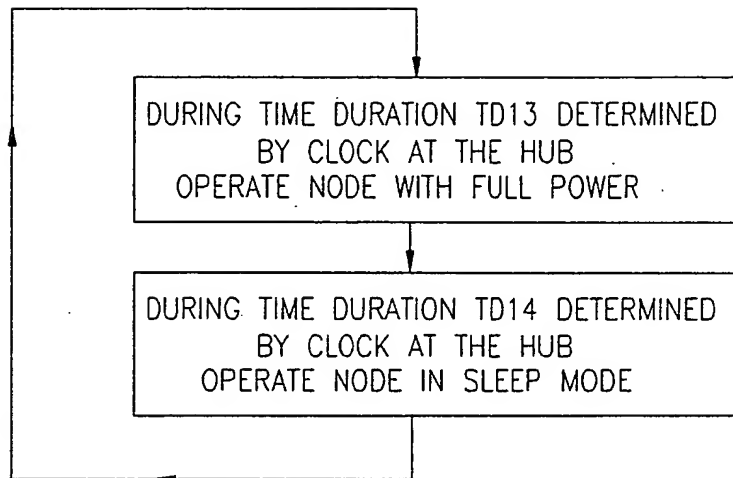 DURING TIME DURATION TD13 DETERMINED
BY CLOCK AT THE HUB
OPERATE NODE WITH FULL POWER
DURING TIME DURATION TD14 DETERMINED
BY CLOCK AT THE HUB
OPERATE NODE IN SLEEP MODE